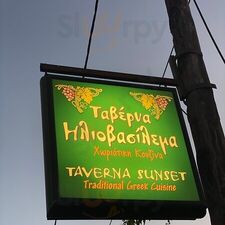 Ταβέρνα
Ηλιοβασίλεμα
Χωριάτικη Κουζίνα
TAVERNA SUNSET
Traditional Greek Cuisine